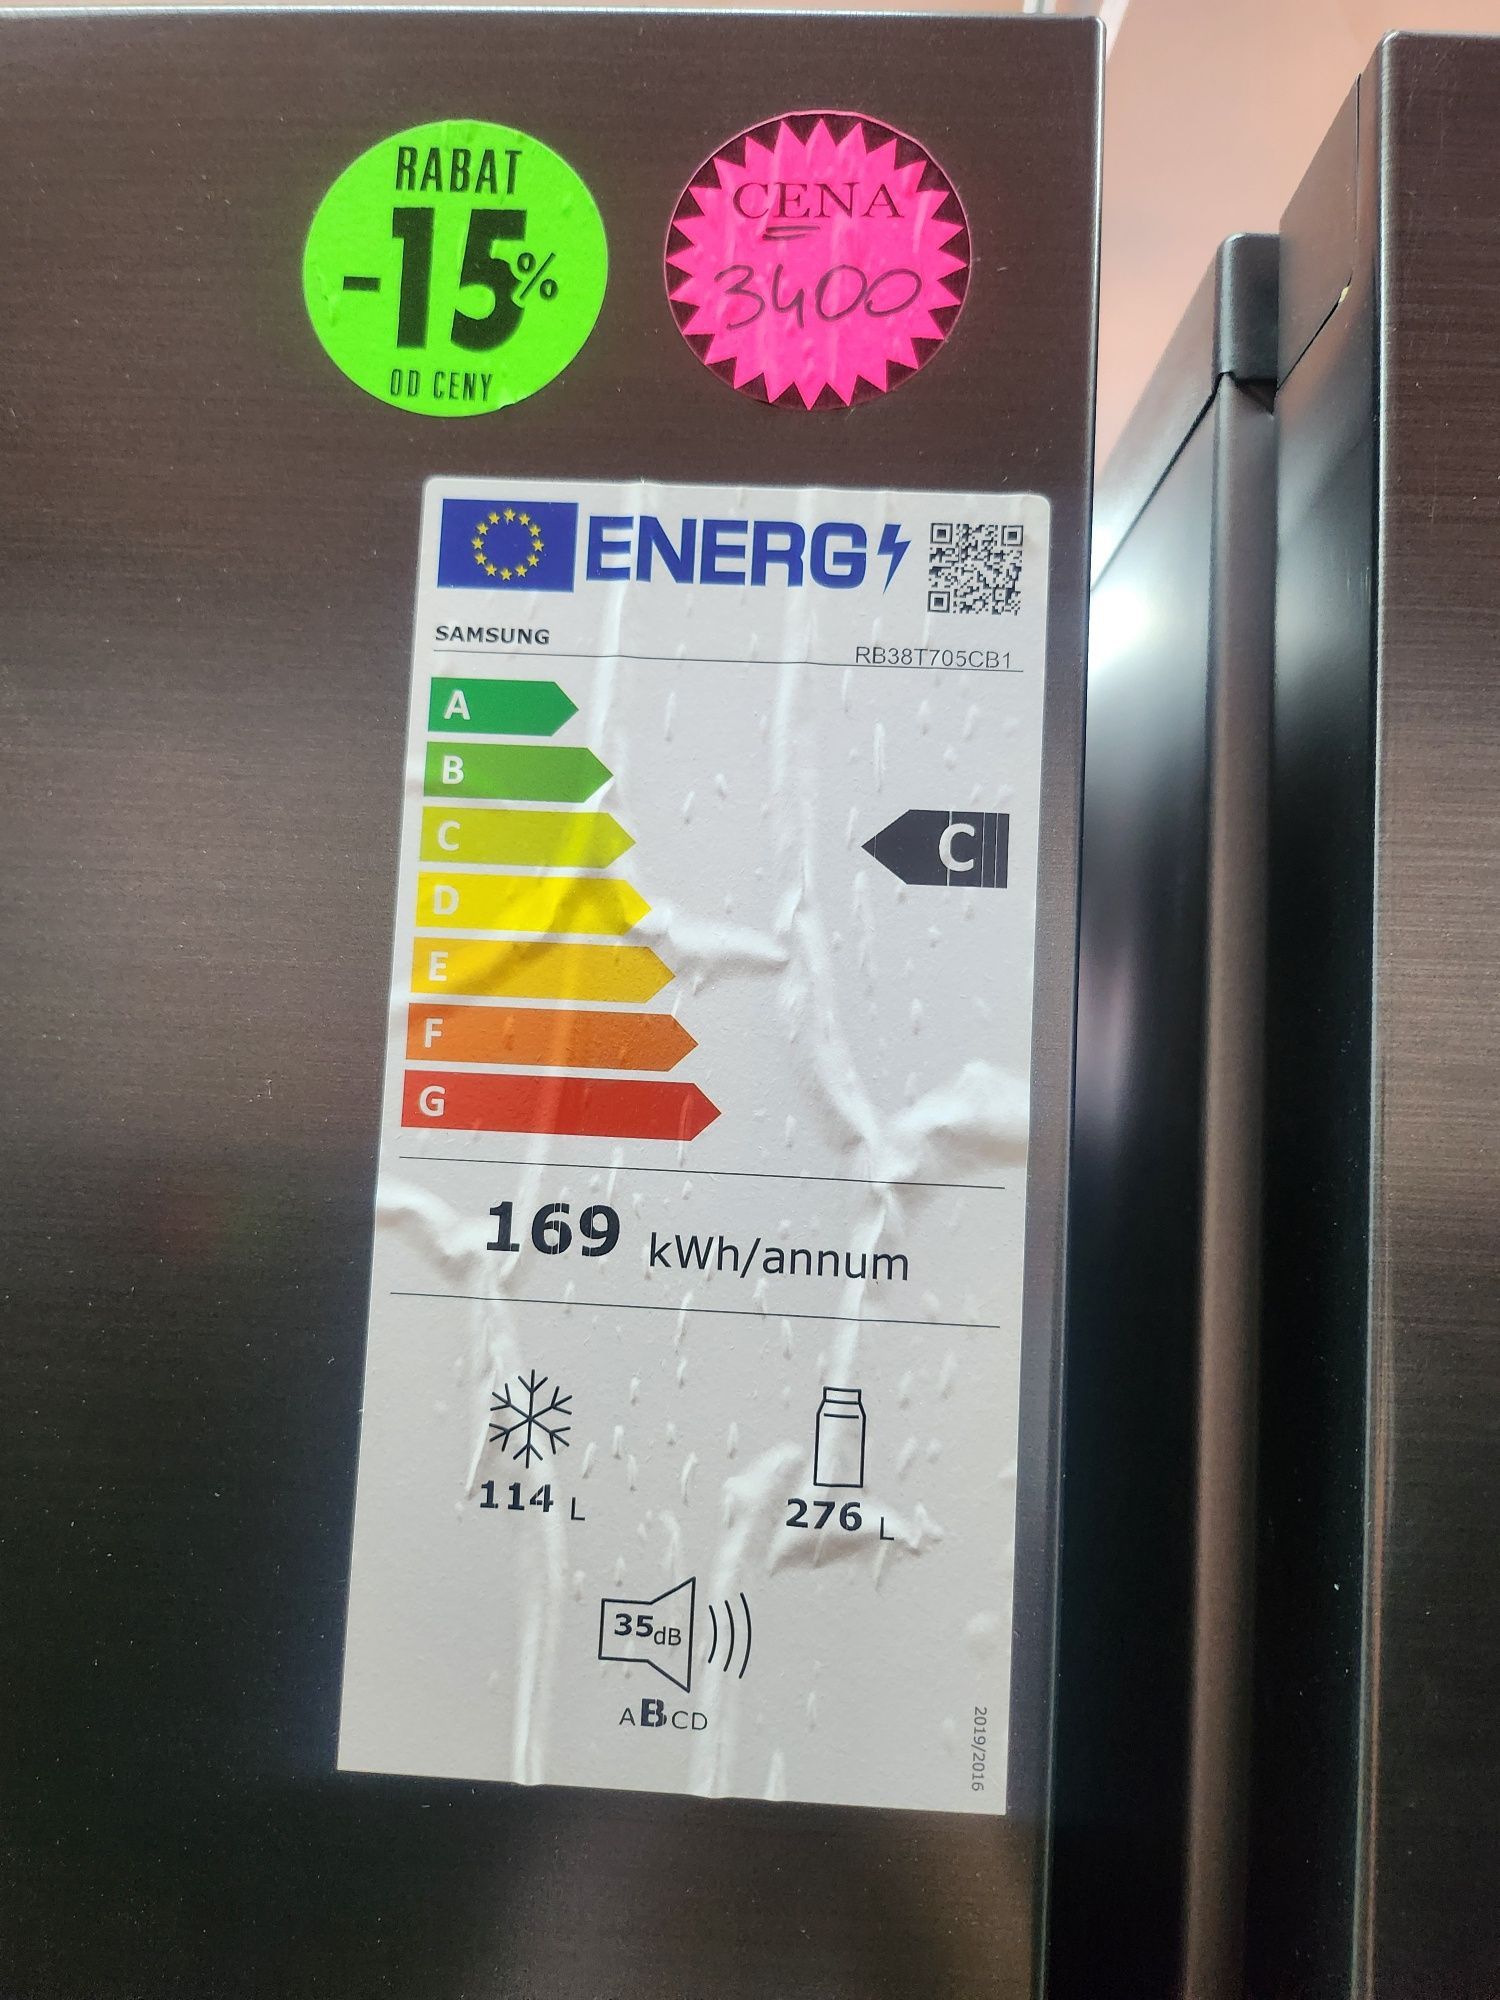 RABAT
-15%
OD CENY
CENA
3400
ENERG
SAMSUNG
RB38T705CB1
A
B
C
C
D
E
F
G
169 kWh/annum
114 L
276 L
35dB
ABCD
2019/2016